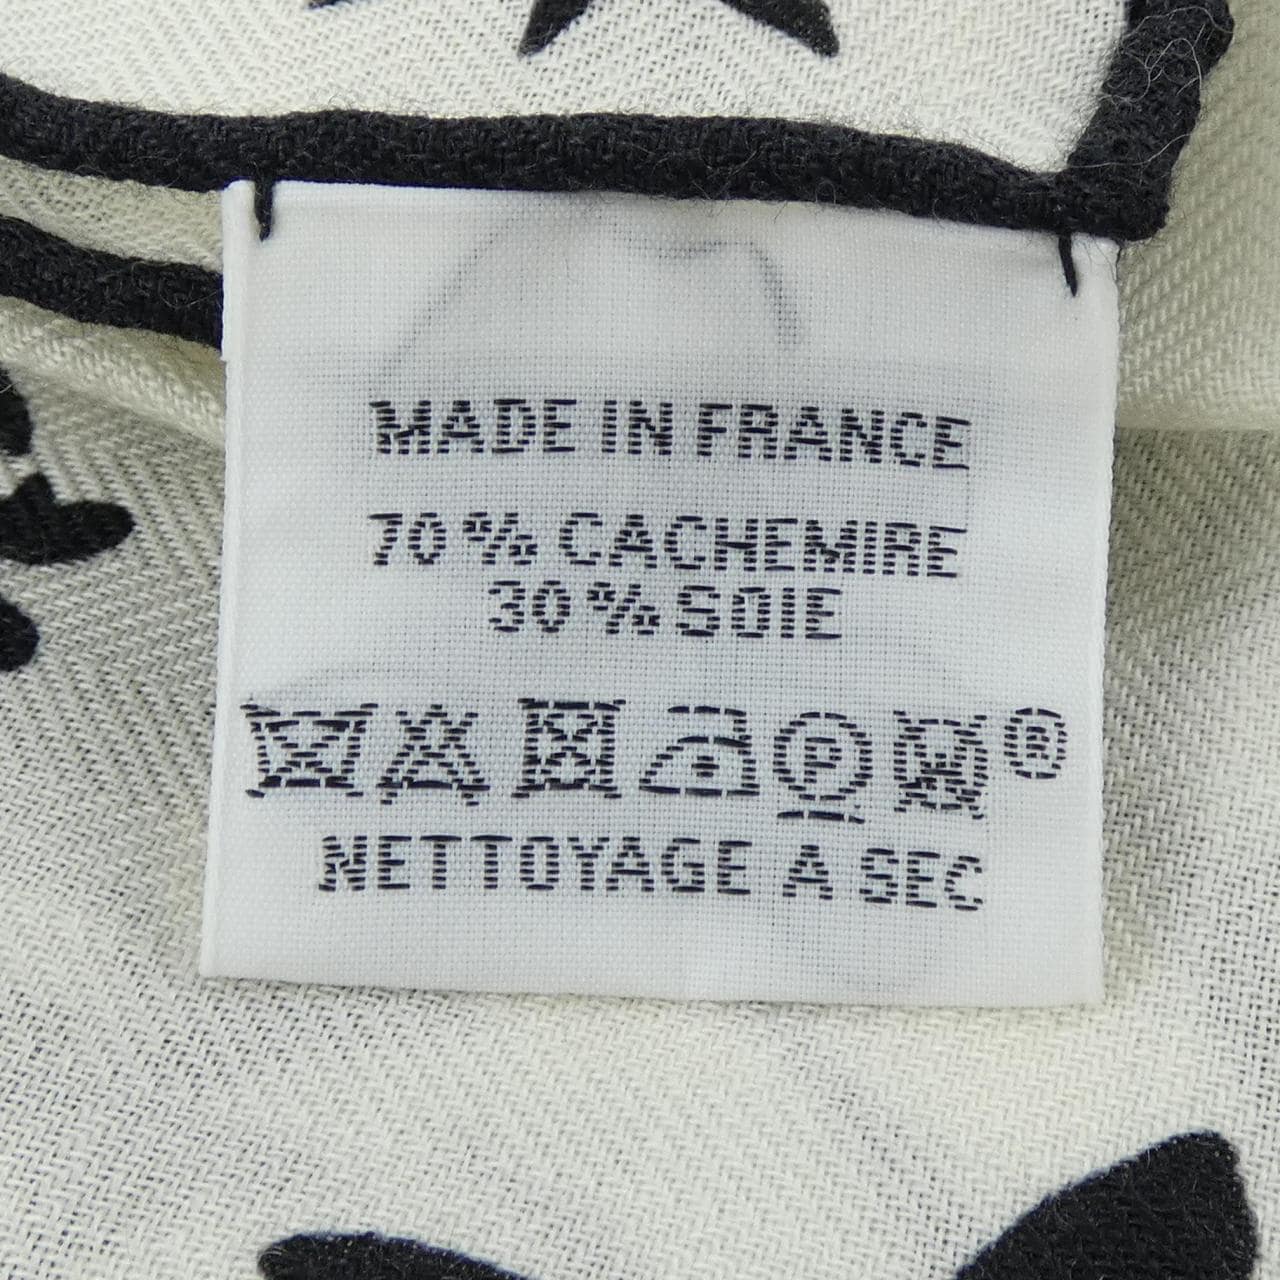 MADE IN FRANCE
70 % CACHEMIRE
30 % SOIE
P ®
NETTOYAGE A SEC